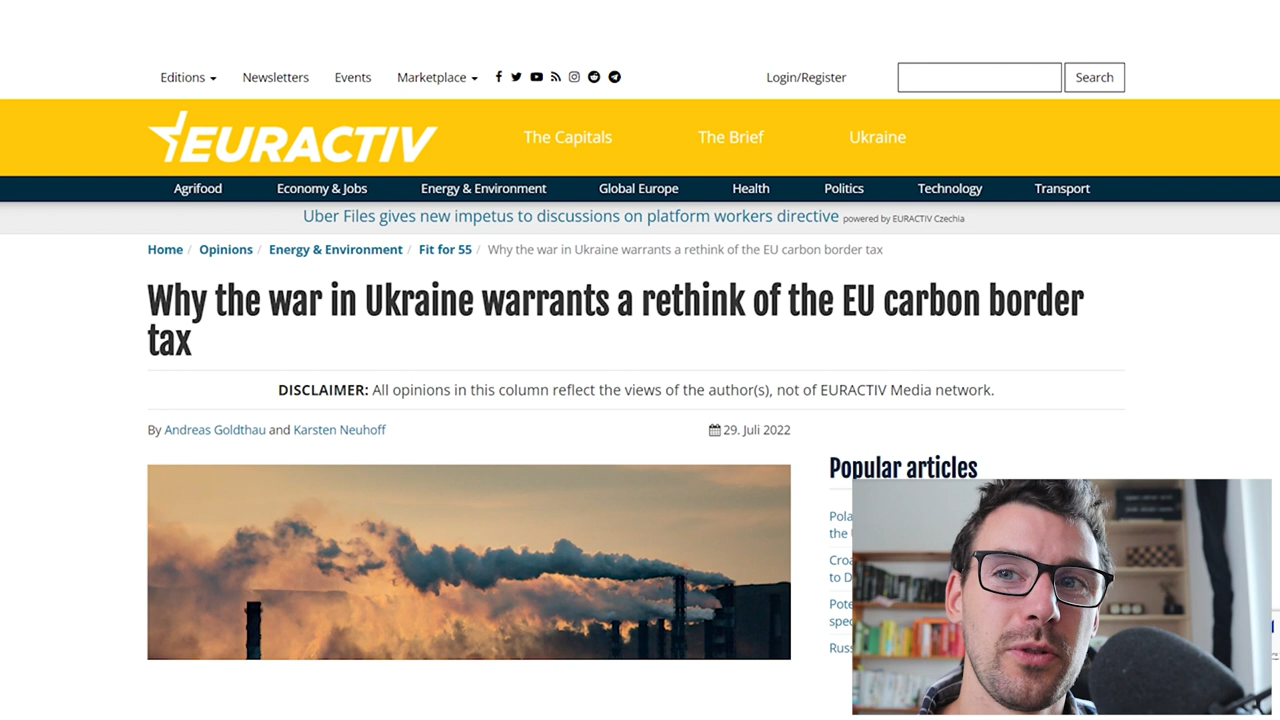 Editions Newsletters Events Marketplace Login/Register Search
EURACTIV The Capitals The Brief Ukraine
Agrifood Economy & Jobs Energy & Environment Global Europe Health Politics Technology Transport
Uber Files gives new impetus to discussions on platform workers directive powered by EURACTIV Czechia
Home / Opinions / Energy & Environment / Fit for 55 / Why the war in Ukraine warrants a rethink of the EU carbon border tax
Why the war in Ukraine warrants a rethink of the EU carbon border
tax
DISCLAIMER: All opinions in this column reflect the views of the author(s), not of EURACTIV Media network.
By Andreas Goldthau and Karsten Neuhoff 29. Juli 2022
Popular articles
the
to D